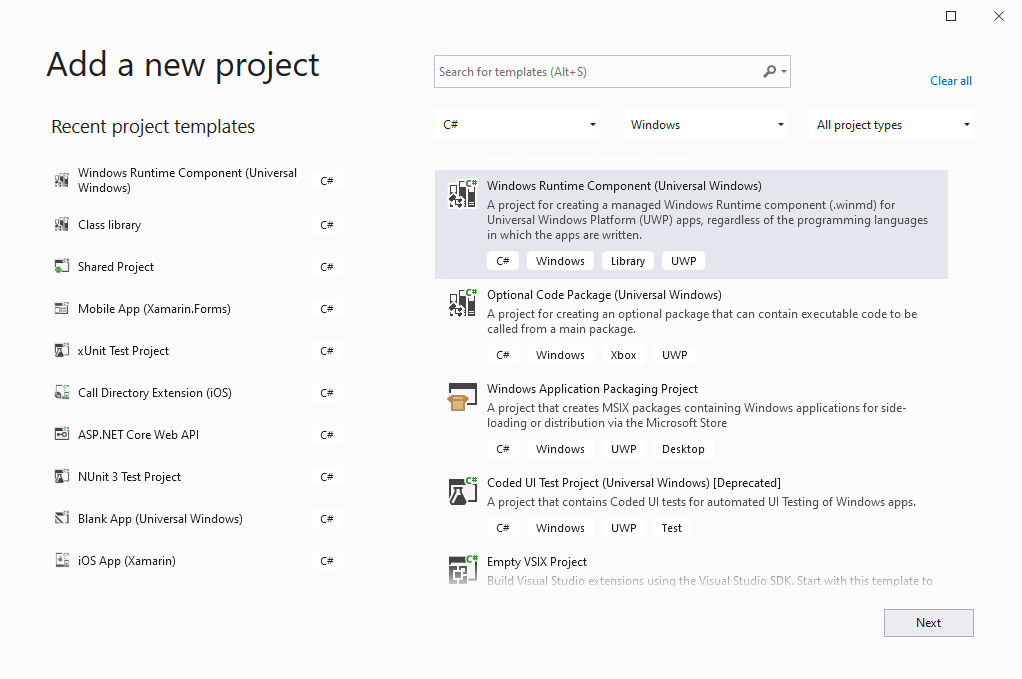 Add a new project
Search for templates (Alt+S)
Clear all
Recent project templates
C#
Windows
All project types
Windows Runtime Component (Universal
Windows)
C#
Class library
C#
Shared Project
C#
Mobile App (Xamarin.Forms)
C#
xUnit Test Project
C#
Call Directory Extension (iOS)
C#
ASP.NET Core Web API
C#
NUnit 3 Test Project
C#
Blank App (Universal Windows)
C#
iOS App (Xamarin)
C#
Windows Runtime Component (Universal Windows)
A project for creating a managed Windows Runtime component (.winmd) for
Universal Windows Platform (UWP) apps, regardless of the programming languages
in which the apps are written.
C# Windows Library UWP
Optional Code Package (Universal Windows)
A project for creating an optional package that can contain executable code to be
called from a main package.
C# Windows Xbox UWP
Windows Application Packaging Project
A project that creates MSIX packages containing Windows applications for side-
loading or distribution via the Microsoft Store
C# Windows UWP Desktop
Coded UI Test Project (Universal Windows) [Deprecated]
A project that contains Coded UI tests for automated UI Testing of Windows apps.
C# Windows UWP Test
Empty VSIX Project
Build Visual Studio extensions using the Visual Studio SDK. Start with this template to
Next